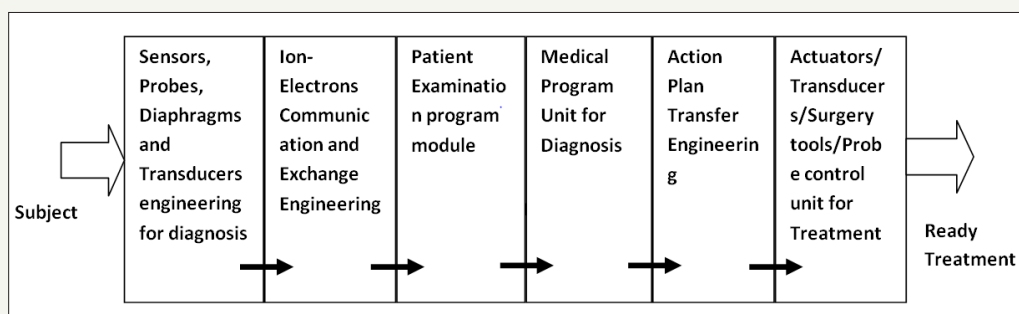 Subject
Sensors,
Probes,
Diaphragms
and
Transducers
engineering
for diagnosis
Ion-
Electrons
Communic
ation and
Exchange
Engineering
Patient
Examinatio
n program
module
Medical
Program
Unit for
Diagnosis
Action
Plan
Transfer
Engineerin
g
Actuators/
Transducer
s/Surgery
tools/Prob
e control
unit for
Treatment
Ready
Treatment